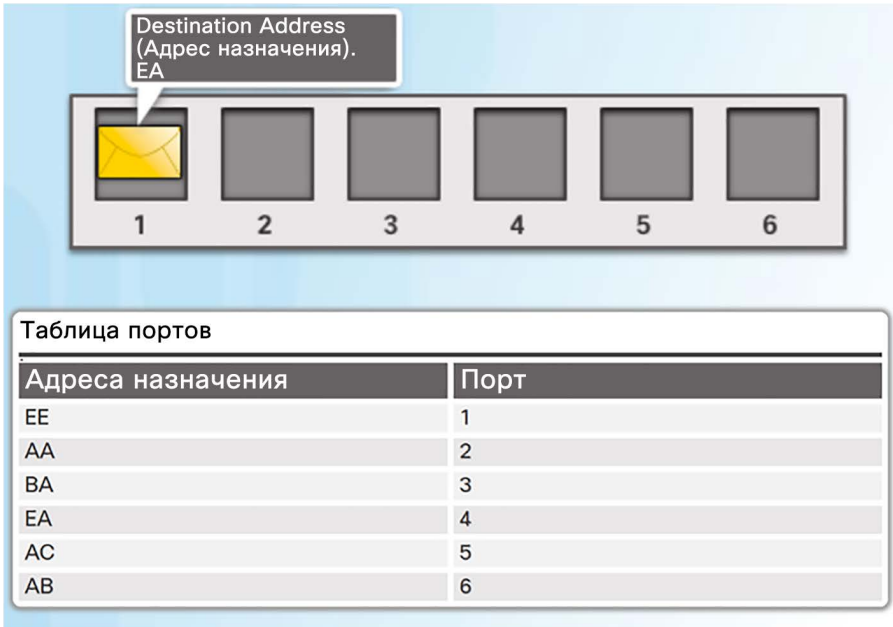 Destination Address
(Адрес назначения).
EA
1 2 3 4 5 6
Таблица портов
Адреса назначения Порт
EE 1
AA 2
BA 3
EA 4
AC 5
AB 6